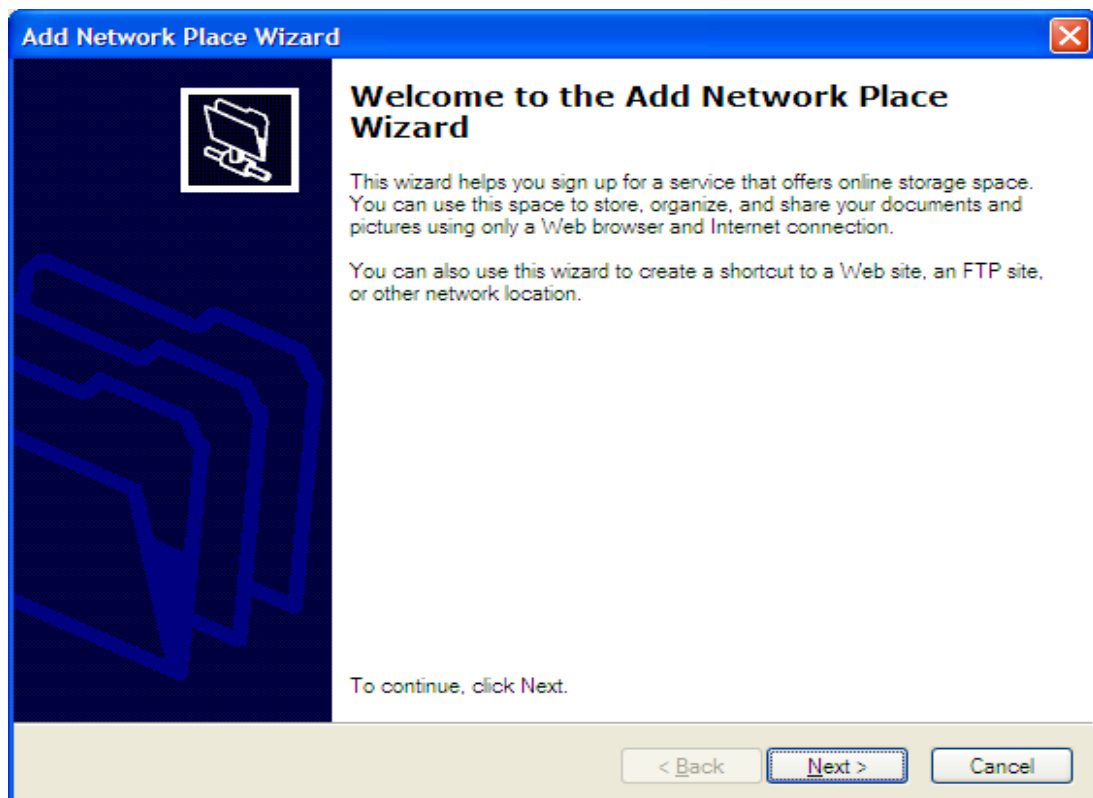 Add Network Place Wizard
Welcome to the Add Network Place
Wizard
This wizard helps you sign up for a service that offers online storage space.
You can use this space to store, organize, and share your documents and
pictures using only a Web browser and Internet connection.
You can also use this wizard to create a shortcut to a Web site, an FTP site,
or other network location.
To continue, click Next.
< Back Next > Cancel